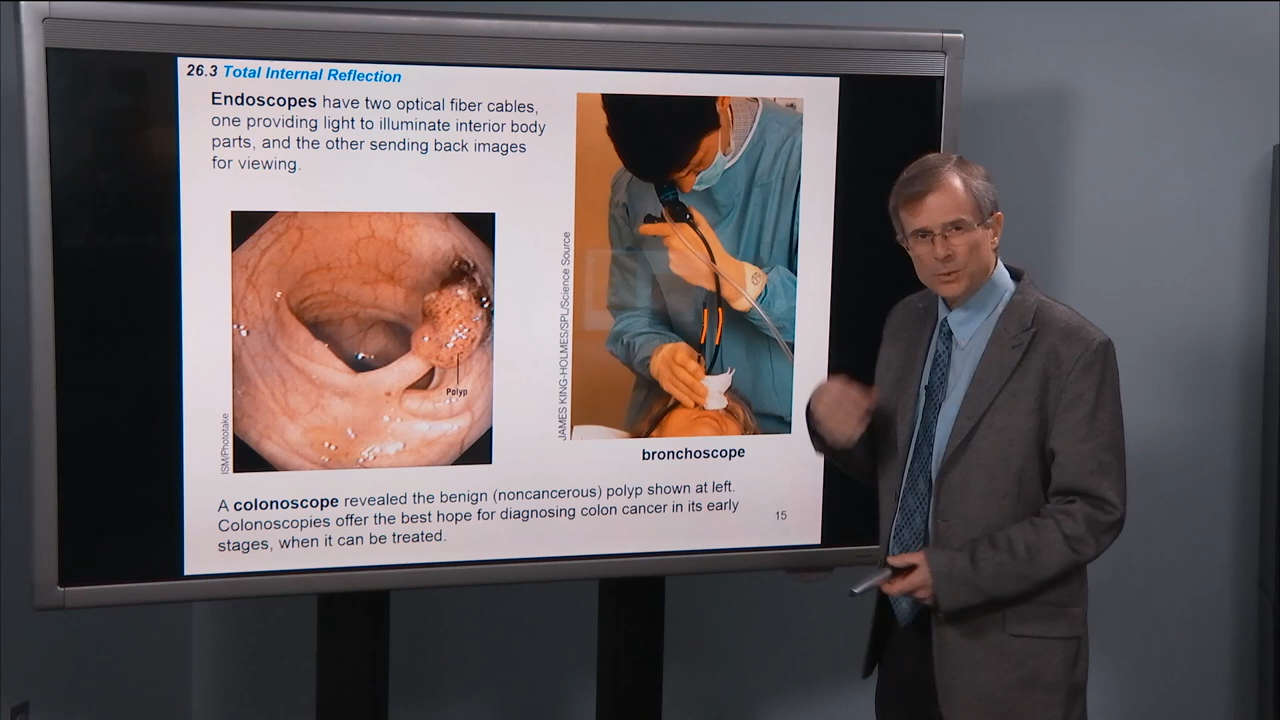 26.3 Total Internal Reflection
Endoscopes have two optical fiber cables,
one providing light to illuminate interior body
parts, and the other sending back images
for viewing.
Polyp
ISM/Phototake
JAMES KING-HOLMES/SPL/Science Source
bronchoscope
A colonoscope revealed the benign (noncancerous) polyp shown at left.
Colonoscopies offer the best hope for diagnosing colon cancer in its early
stages, when it can be treated.
15